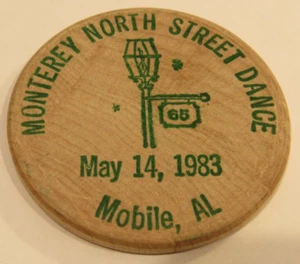 MONTEREY NORTH STREET DANCE
65
May 14, 1983
Mobile, AL